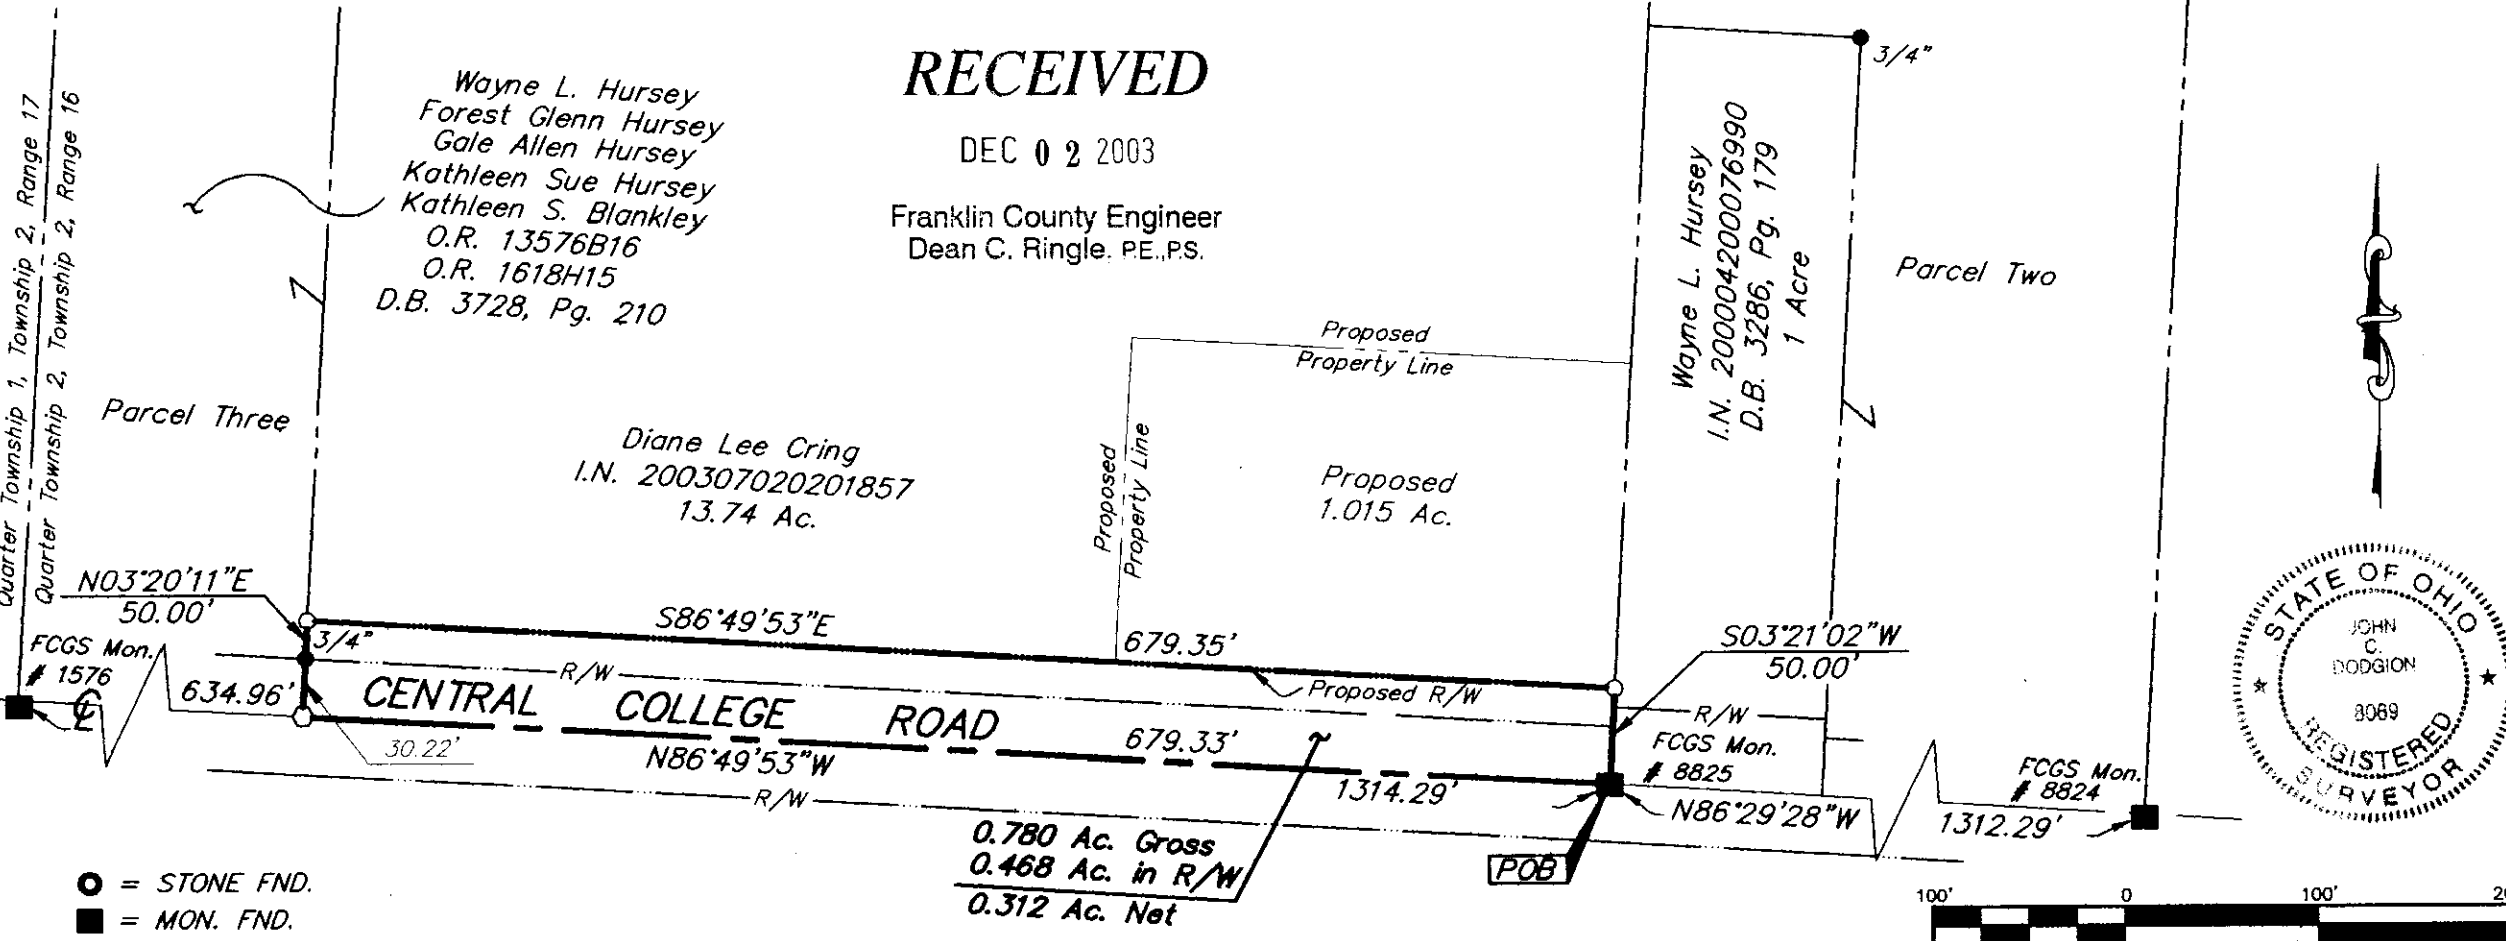 Quarter Township 1, Township 2, Range 17
Quarter Township 2, Township 2, Range 16
Wayne L. Hursey
Forest Glenn Hursey
Gale Allen Hursey
Kathleen Sue Hursey
Kathleen S. Blankley
O.R. 13576B16
O.R. 1618H15
D.B. 3728, Pg. 210
RECEIVED
DEC 02 2003
Franklin County Engineer
Dean C. Ringle. P.E.,P.S.
3/4"
Wayne L. Hursey
I.N. 200004200076990
D.B. 3286, Pg. 179
1 Acre
Parcel Two
Parcel Three
Diane Lee Cring
I.N. 200307020201857
13.74 Ac.
Proposed
Property Line
Proposed
Property Line
Proposed
1.015 Ac.
N03°20'11"E
50.00'
FCGS Mon.
# 1576
3/4"
634.96'
30.22'
S86°49'53"E
679.35'
R/W
Proposed R/W
CENTRAL COLLEGE ROAD
N86°49'53"W
679.33'
1314.29'
R/W
S03°21'02"W
50.00'
R/W
FCGS Mon.
# 8825
N86°29'28"W
FCGS Mon.
# 8824
1312.29'
POB
0.780 Ac. Gross
0.468 Ac. in R/W
0.312 Ac. Net
STATE OF OHIO
JOHN
C.
DODGION
8069
REGISTERED
SURVEYOR
= STONE FND.
= MON. FND.
100' 0 100' 20